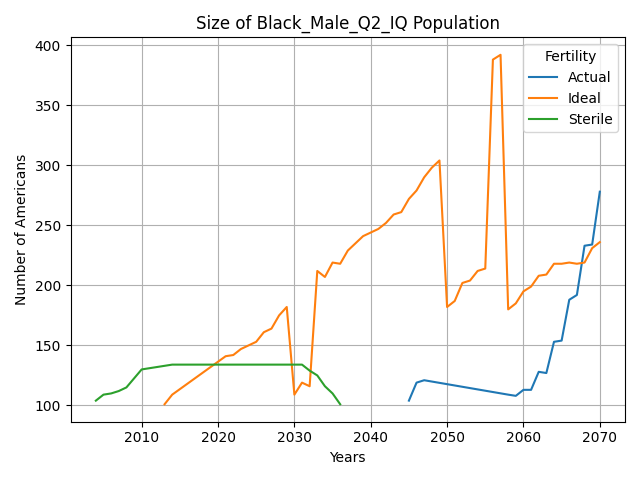 Size of Black_Male_Q2_IQ Population
Number of Americans
400
350
300
250
200
150
100
Fertility
Actual
Ideal
Sterile
2010 2020 2030 2040 2050 2060 2070
Years